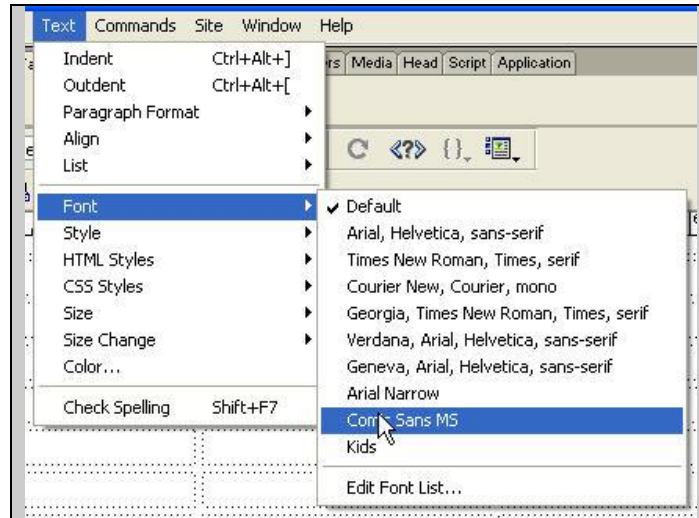 Text Commands Site Window Help
Indent Ctrl+Alt+]
Outdent Ctrl+Alt+[
Paragraph Format
Align
List
Font
Style
HTML Styles
CSS Styles
Size
Size Change
Color...
Check Spelling Shift+F7
Media Head Script Application
<?> {}
Default
Arial, Helvetica, sans-serif
Times New Roman, Times, serif
Courier New, Courier, mono
Georgia, Times New Roman, Times, serif
Verdana, Arial, Helvetica, sans-serif
Geneva, Arial, Helvetica, sans-serif
Arial Narrow
Comic Sans MS
Kids
Edit Font List...